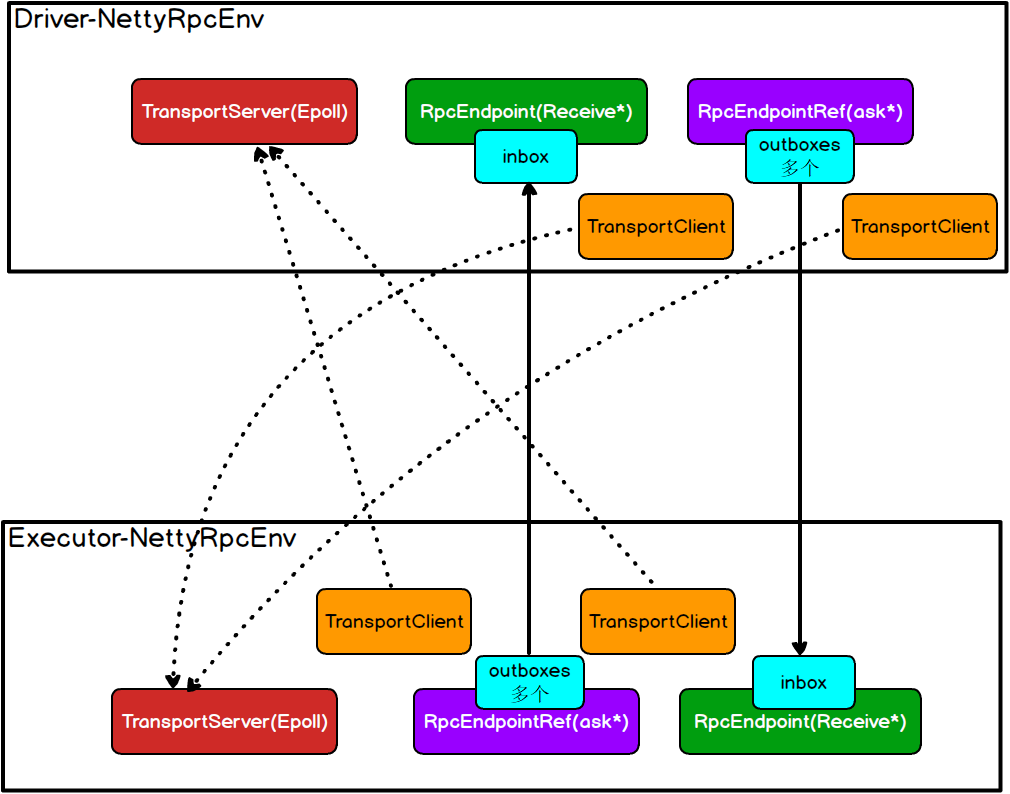 Driver-NettyRpcEnv
TransportServer(Epoll)
RpcEndpoint(Receive*)
RpcEndpointRef(ask*)
inbox
outboxes
多个
TransportClient
TransportClient
Executor-NettyRpcEnv
TransportClient
TransportClient
outboxes
多个
inbox
TransportServer(Epoll)
RpcEndpointRef(ask*)
RpcEndpoint(Receive*)